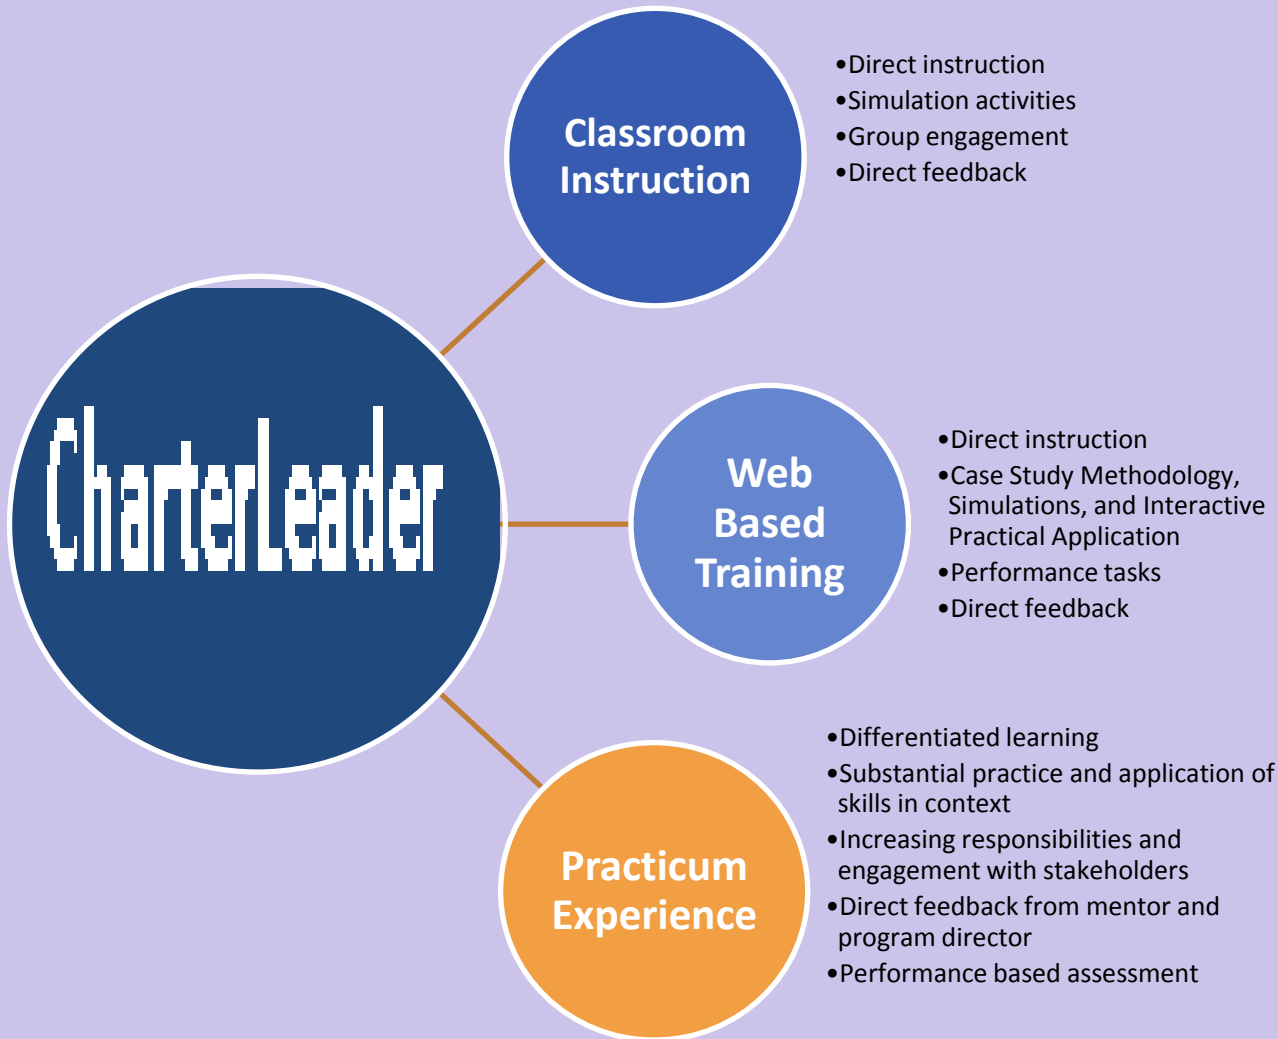 Classroom
Instruction
•Direct instruction
•Simulation activities
•Group engagement
•Direct feedback
CharterLeader
Web
Based
Training
•Direct instruction
•Case Study Methodology,
Simulations, and Interactive
Practical Application
•Performance tasks
•Direct feedback
Practicum
Experience
•Differentiated learning
•Substantial practice and application of
skills in context
•Increasing responsibilities and
engagement with stakeholders
•Direct feedback from mentor and
program director
•Performance based assessment